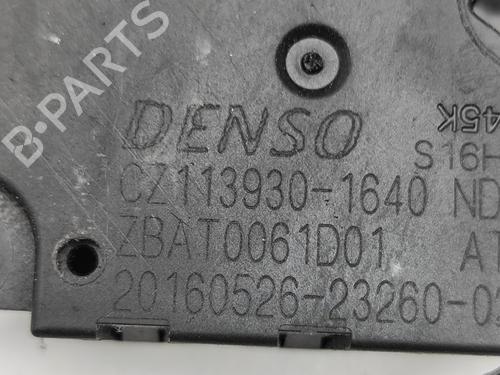 B-PARTS
45K
DENSO
S16H
CZ113930-1640 ND
ZBAT0061D01 AT
20160526-23260-0